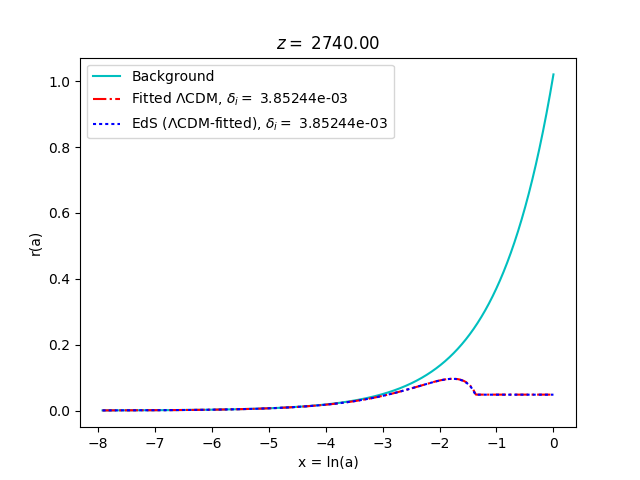 z = 2740.00
Background
Fitted ΛCDM, δi = 3.85244e-03
EdS (ΛCDM-fitted), δi = 3.85244e-03
r(a)
1.0
0.8
0.6
0.4
0.2
0.0
−8 −7 −6 −5 −4 −3 −2 −1 0
x = ln(a)